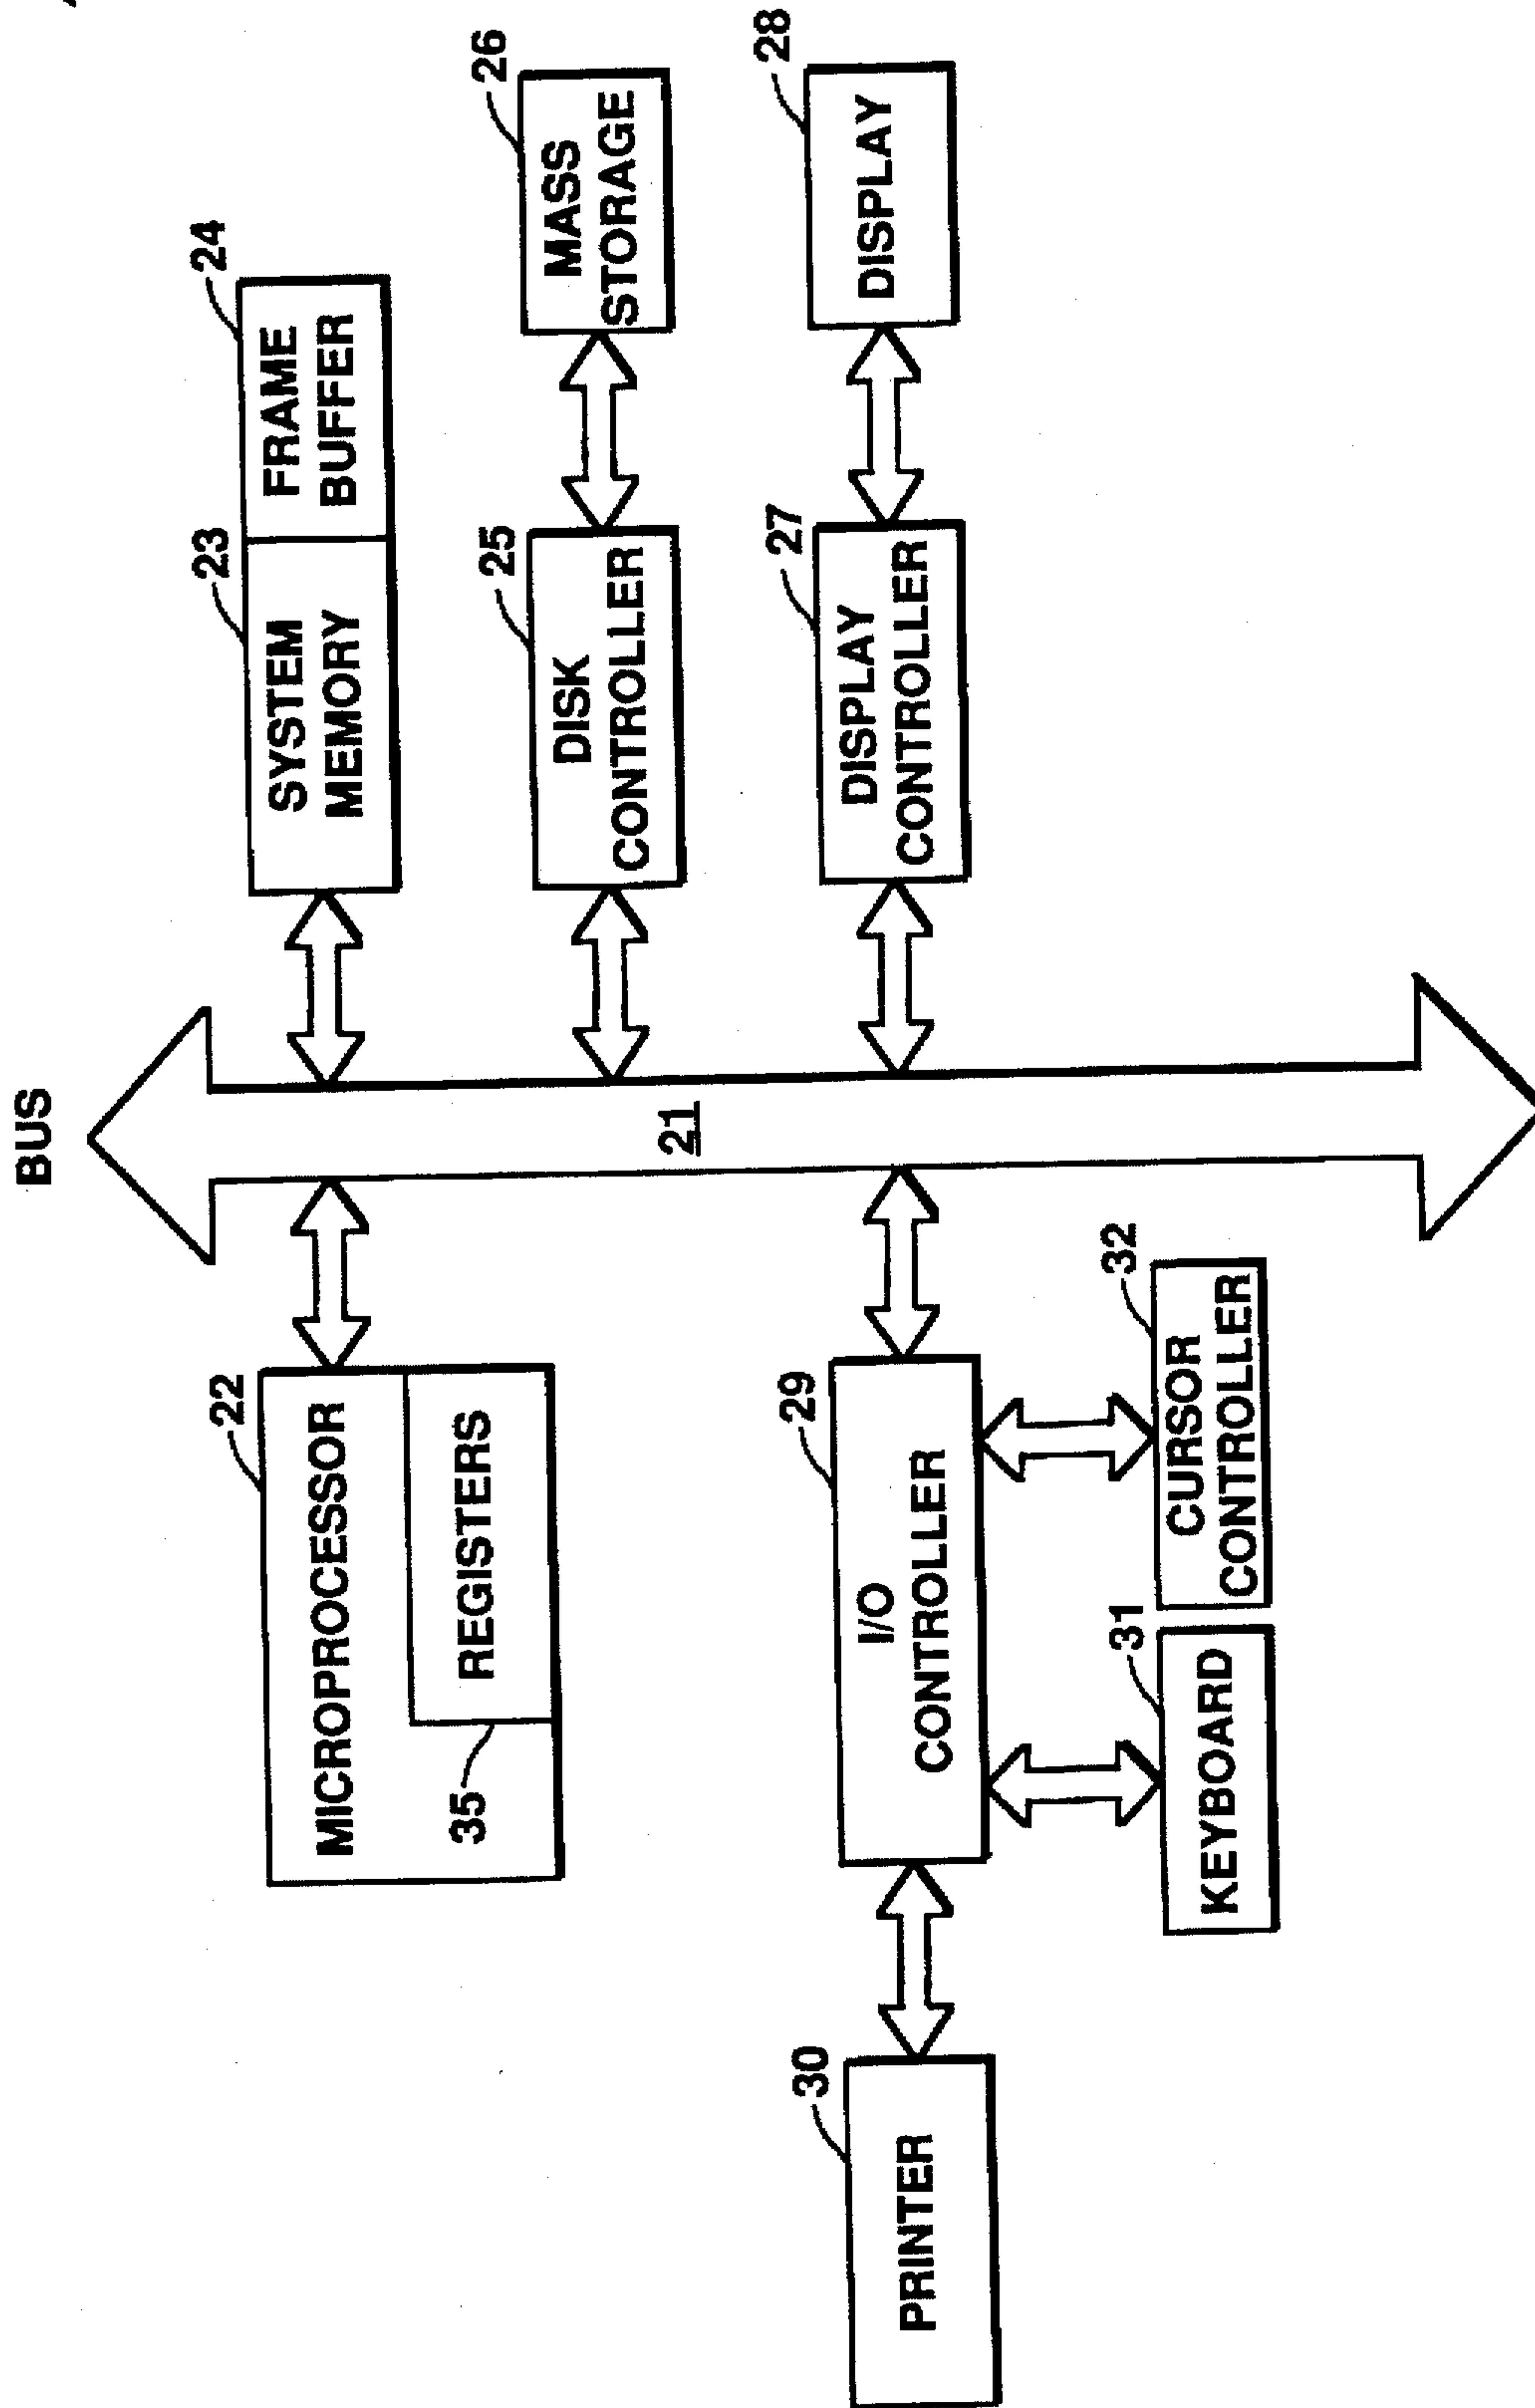 BUS
22
MICROPROCESSOR
REGISTERS
35
23
SYSTEM
MEMORY
24
FRAME
BUFFER
25
DISK
CONTROLLER
26
MASS
STORAGE
21
27
DISPLAY
CONTROLLER
28
DISPLAY
29
I/O
CONTROLLER
30
PRINTER
31
KEYBOARD
32
CURSOR
CONTROLLER